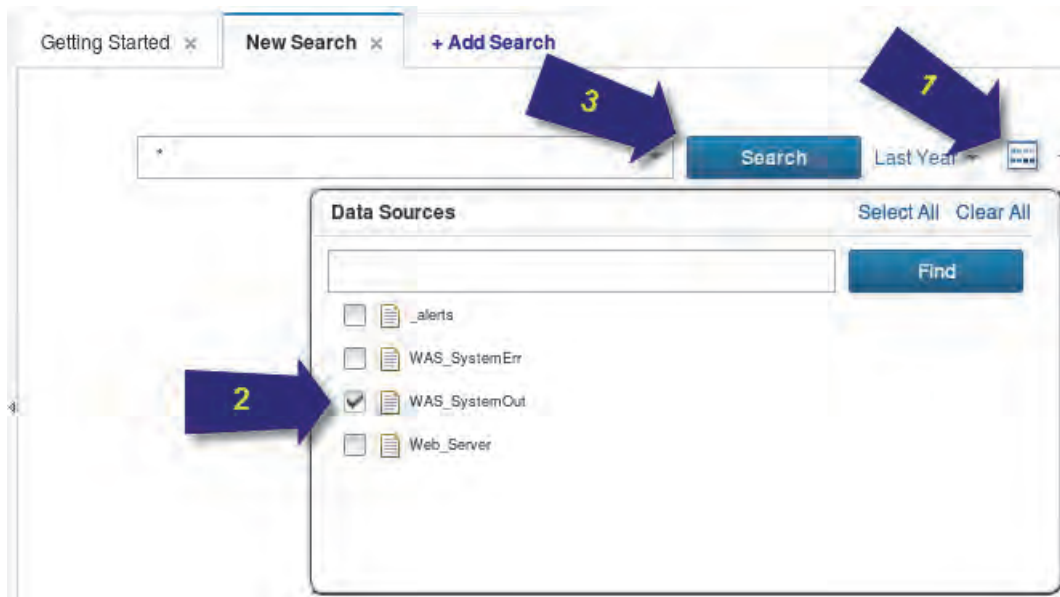 Getting Started × New Search × + Add Search
3 1
* Search Last Year
Data Sources Select All Clear All
Find
_alerts
WAS_SystemErr
2 WAS_SystemOut
Web_Server